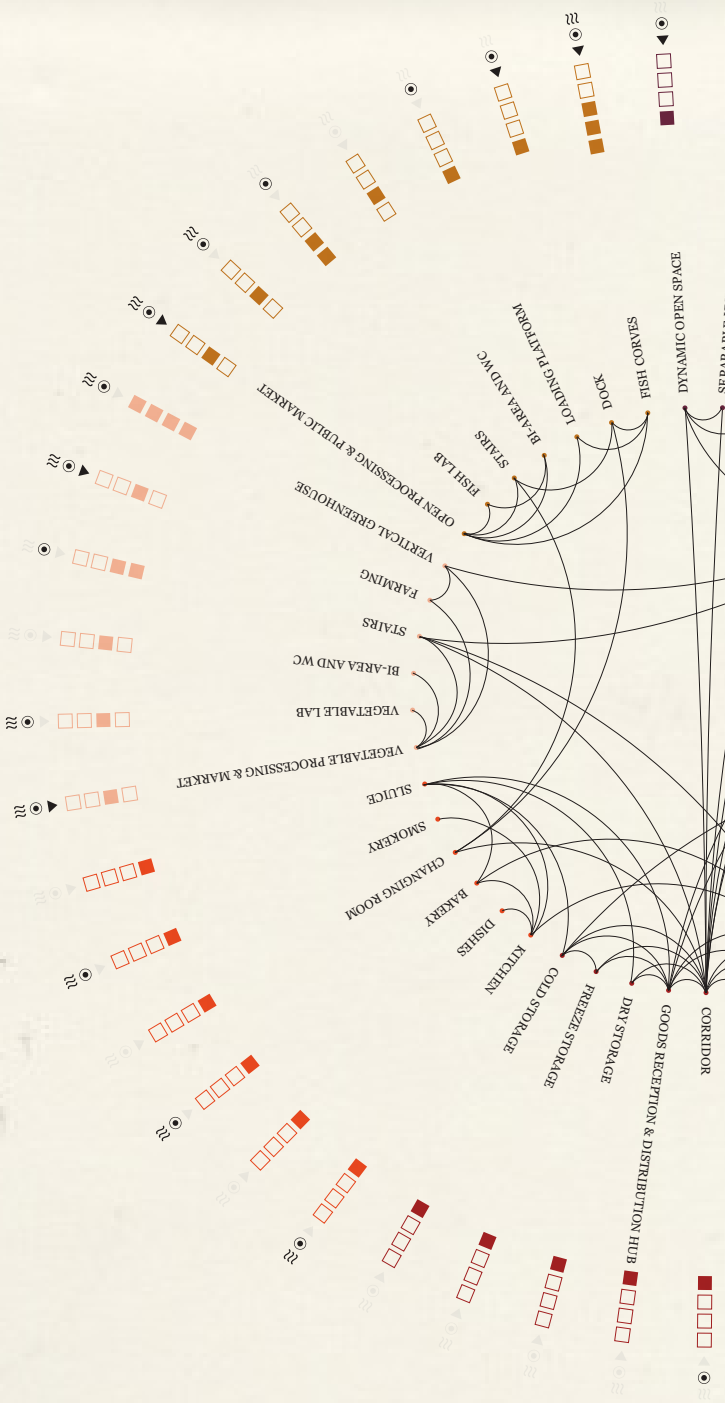 DYNAMIC OPEN SPACE
FISH CORVES
DOCK
LOADING PLATFORM
BI-AREA AND WC
STAIRS
FISH LAB
OPEN PROCESSING & PUBLIC MARKET
VERTICAL GREENHOUSE
FARMING
STAIRS
BI-AREA AND WC
VEGETABLE LAB
VEGETABLE PROCESSING & MARKET
SLUICE
SMOKERY
CHANGING ROOM
BAKERY
DISHES
KITCHEN
COLD STORAGE
FREEZE STORAGE
DRY STORAGE
GOODS RECEPTION & DISTRIBUTION HUB
CORRIDOR